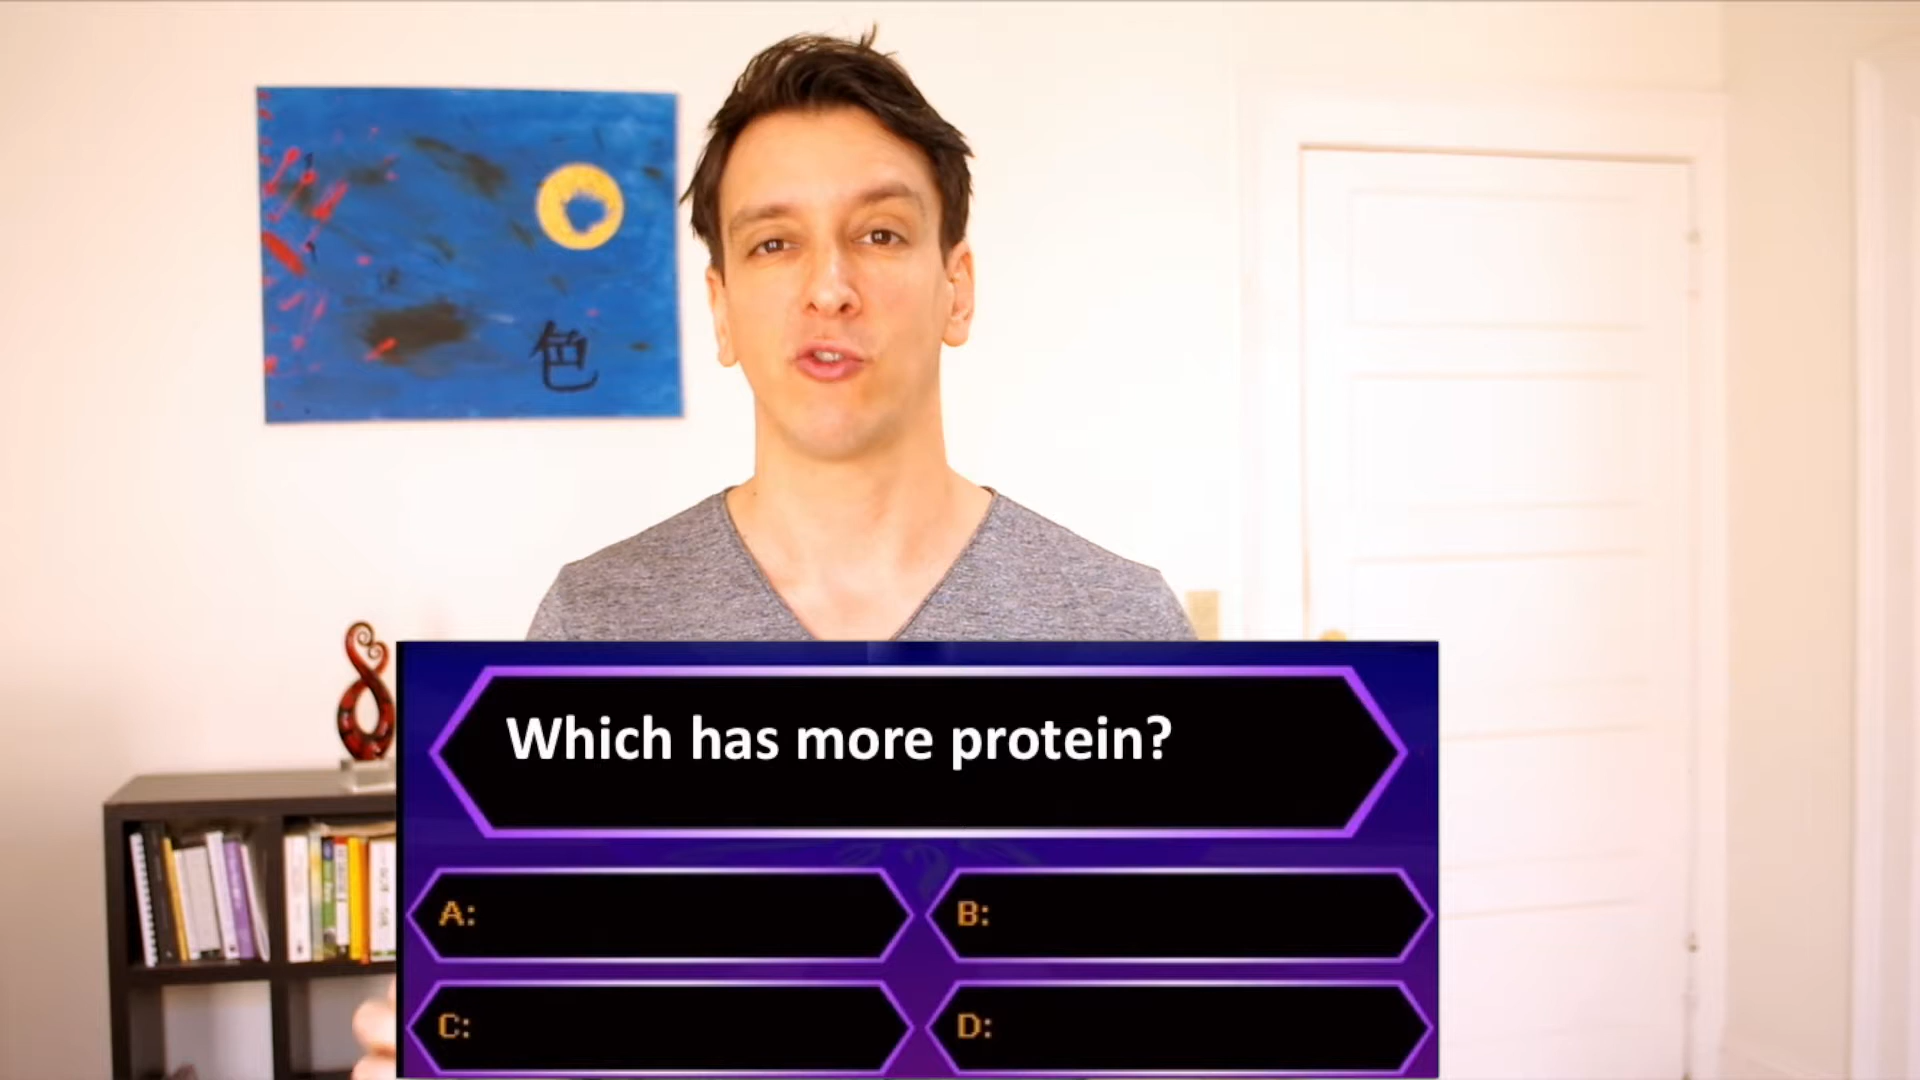 色
Which has more protein?
A:
B:
C:
D: